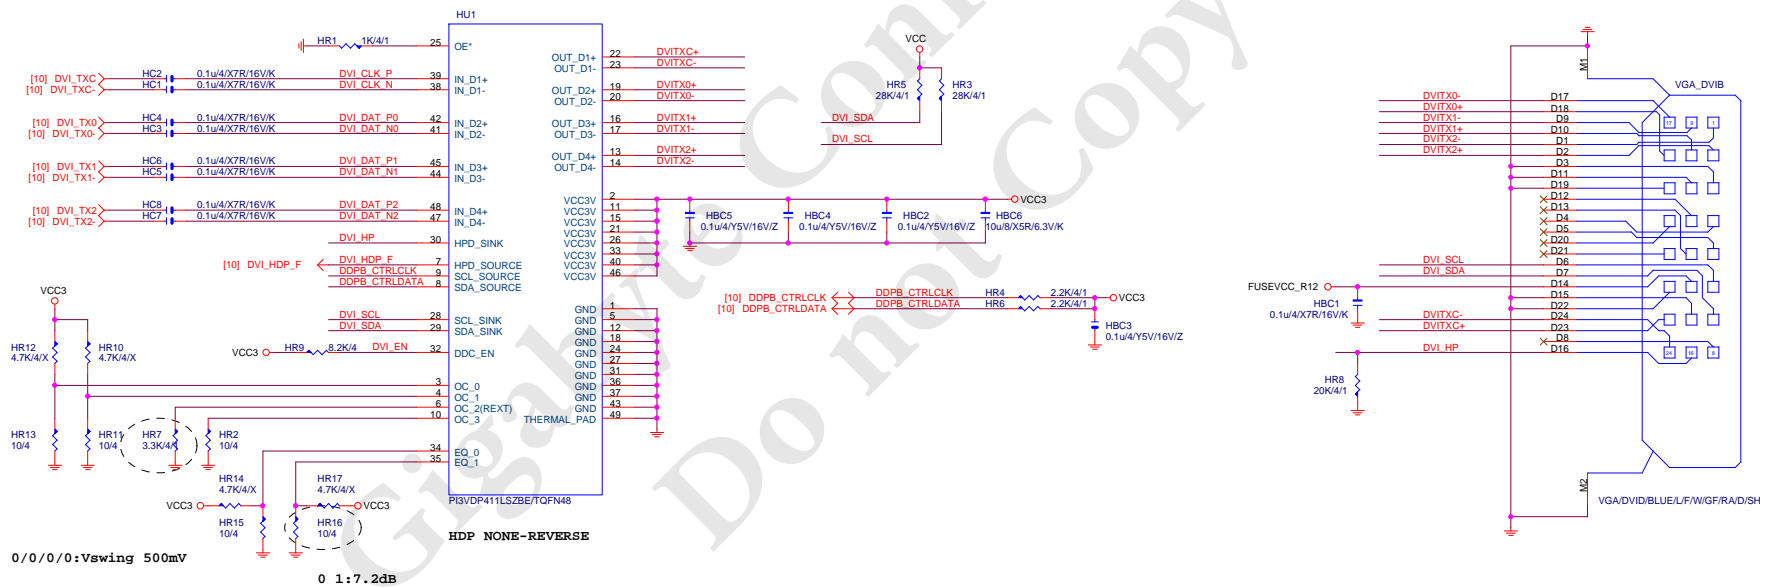 HU1
HR1 1K/4/1
25 OE*
[10] DVI_TXC HC2 0.1u/4/X7R/16V/K DVI_CLK_P 39 IN_D1+
[10] DVI_TXC- HC1 0.1u/4/X7R/16V/K DVI_CLK_N 38 IN_D1-
[10] DVI_TX0 HC4 0.1u/4/X7R/16V/K DVI_DAT_P0 42 IN_D2+
[10] DVI_TX0- HC3 0.1u/4/X7R/16V/K DVI_DAT_N0 41 IN_D2-
[10] DVI_TX1 HC6 0.1u/4/X7R/16V/K DVI_DAT_P1 45 IN_D3+
[10] DVI_TX1- HC5 0.1u/4/X7R/16V/K DVI_DAT_N1 44 IN_D3-
[10] DVI_TX2 HC8 0.1u/4/X7R/16V/K DVI_DAT_P2 48 IN_D4+
[10] DVI_TX2- HC7 0.1u/4/X7R/16V/K DVI_DAT_N2 47 IN_D4-
DVI_HP 30 HPD_SINK
[10] DVI_HDP_F DVI_HDP_F 7 HPD_SOURCE
DDPB_CTRLCLK 9 SCL_SOURCE
DDPB_CTRLDATA 8 SDA_SOURCE
DVI_SCL 28 SCL_SINK
DVI_SDA 29 SDA_SINK
VCC3 HR9 8.2K/4 DVI_EN 32 DDC_EN
3 OC_0
4 OC_1
6 OC_2(REXT)
10 OC_3
34 EQ_0
35 EQ_1
VCC3
HR12 4.7K/4/X
HR10 4.7K/4/X
HR13 10/4
HR11 10/4
HR7 3.3K/4/1
HR2 10/4
HR14 4.7K/4/X
HR17 4.7K/4/X
VCC3
VCC3
HR15 10/4
HR16 10/4
0/0/0/0:Vswing 500mV
0 1:7.2dB
OUT_D1+ 22 DVITXC+
OUT_D1- 23 DVITXC-
OUT_D2+ 19 DVITX0+
OUT_D2- 20 DVITX0-
OUT_D3+ 16 DVITX1+
OUT_D3- 17 DVITX1-
OUT_D4+ 13 DVITX2+
OUT_D4- 14 DVITX2-
VCC3V 2
VCC3V 11
VCC3V 15
VCC3V 21
VCC3V 26
VCC3V 33
VCC3V 40
VCC3V 46
GND 1
GND 5
GND 12
GND 18
GND 24
GND 27
GND 31
GND 36
GND 37
GND 43
THERMAL_PAD 49
PI3VDP411LSZBE/TQFN48
HDP NONE-REVERSE
VCC
HR5 28K/4/1
HR3 28K/4/1
DVI_SDA
DVI_SCL
VCC3
HBC5 0.1u/4/Y5V/16V/Z
HBC4 0.1u/4/Y5V/16V/Z
HBC2 0.1u/4/Y5V/16V/Z
HBC6 10u/8/X5R/6.3V/K
[10] DDPB_CTRLCLK DDPB_CTRLCLK HR4 2.2K/4/1 VCC3
[10] DDPB_CTRLDATA DDPB_CTRLDATA HR6 2.2K/4/1
HBC3 0.1u/4/Y5V/16V/Z
M1
VGA_DVIB
DVITX0- D17
DVITX0+ D18
DVITX1- D9
DVITX1+ D10
DVITX2- D1
DVITX2+ D2
D3
D11
D19
D12
D13
D4
D5
D20
D21
DVI_SCL D6
DVI_SDA D7
FUSEVCC_R12 D14
D15
D22
DVITXC- D24
DVITXC+ D23
D8
DVI_HP D16
HBC1
0.1u/4/X7R/16V/K
HR8
20K/4/1
17 9 1
24 16 8
M2
VGA/DVID/BLUE/L/F/W/GF/RA/D/SH
Do not Copy